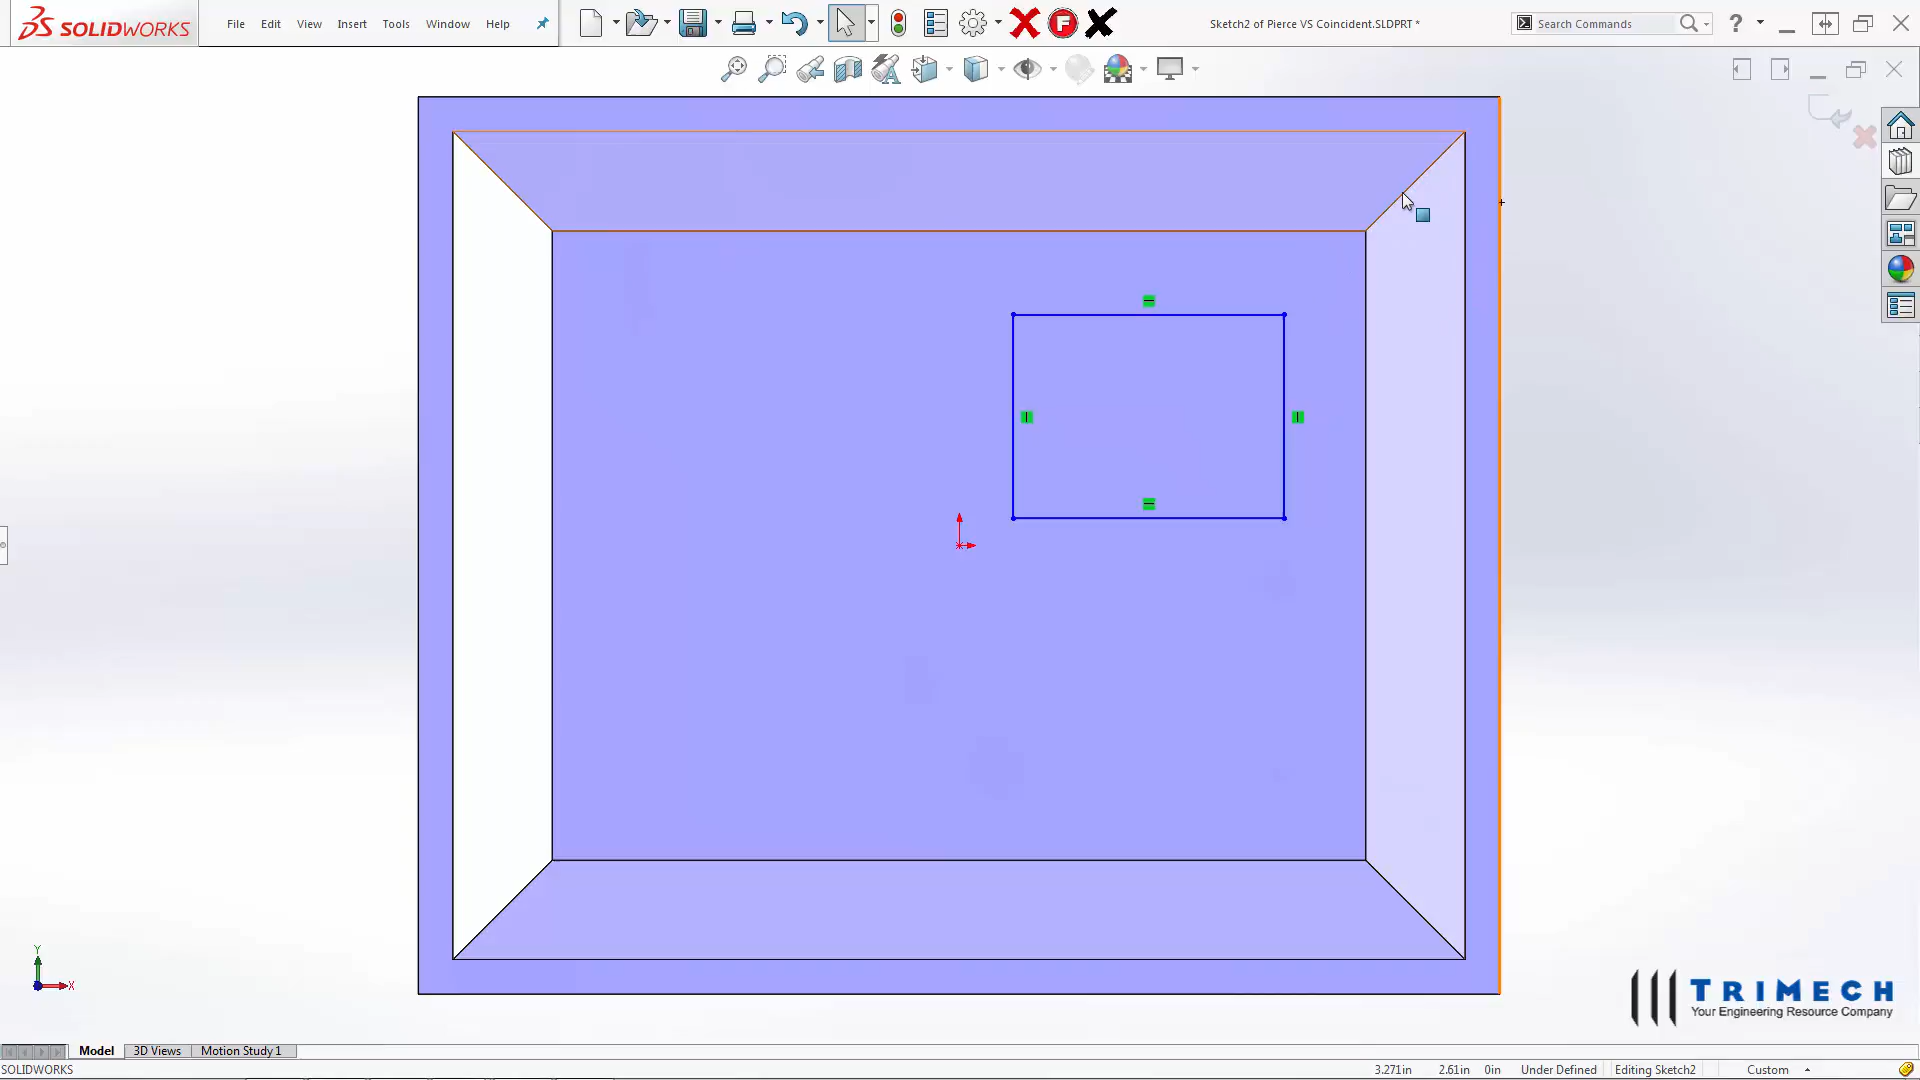 SOLIDWORKS
File Edit View Insert Tools Window Help
Sketch2 of Pierce VS Coincident.SLDPRT *
Search Commands
?
F
Y
X
TRIMECH
Your Engineering Resource Company
Model 3D Views Motion Study 1
SOLIDWORKS
3.271in 2.61in 0in Under Defined Editing Sketch2 Custom